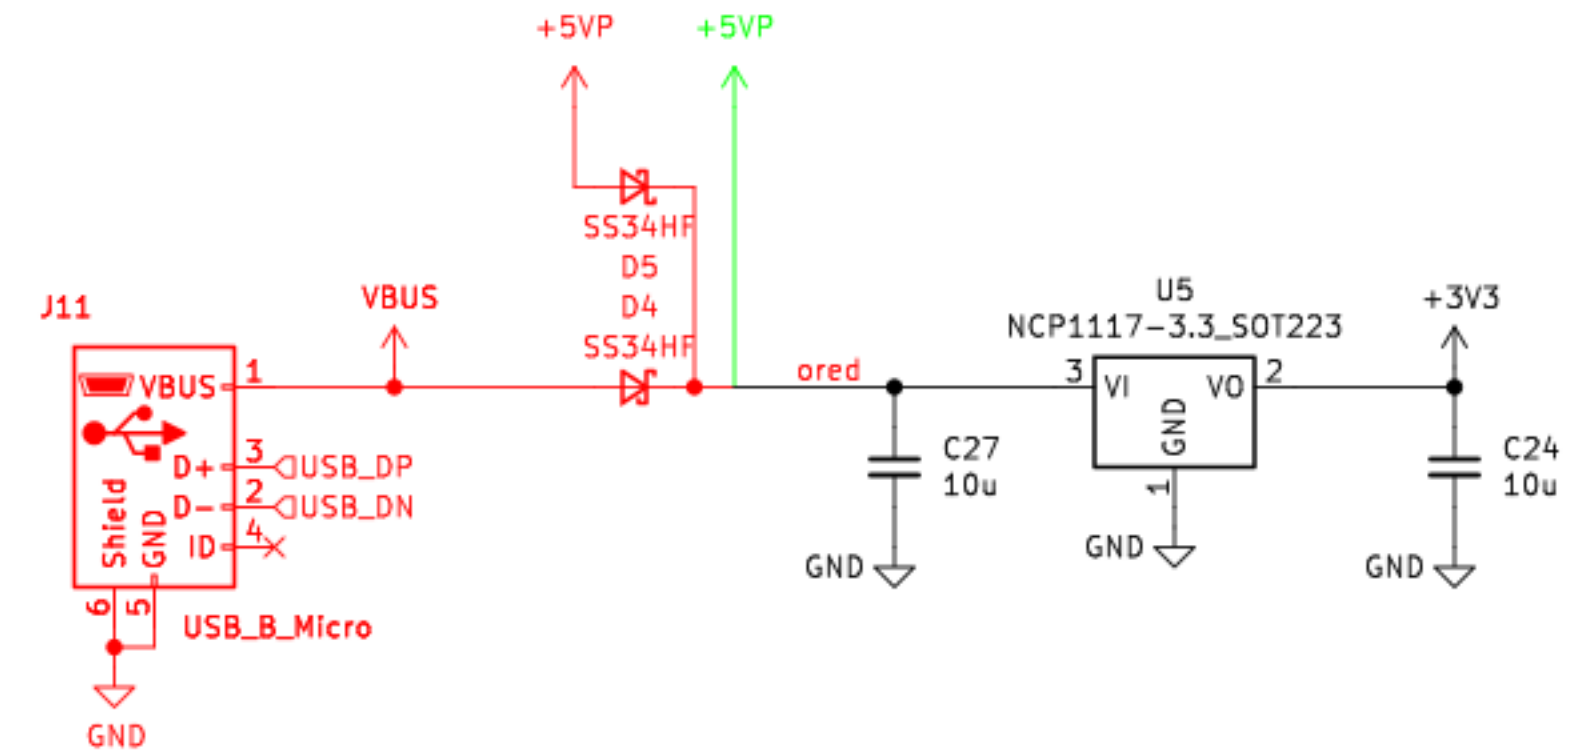 +5VP
+5VP
SS34HF
D5
D4
SS34HF
J11
VBUS
ored
U5
NCP1117-3.3_SOT223
+3V3
VBUS
1
D+
3
USB_DP
D-
2
USB_DN
ID
4
Shield
GND
6
5
USB_B_Micro
GND
3
VI
VO
2
GND
1
GND
C27
10u
GND
C24
10u
GND